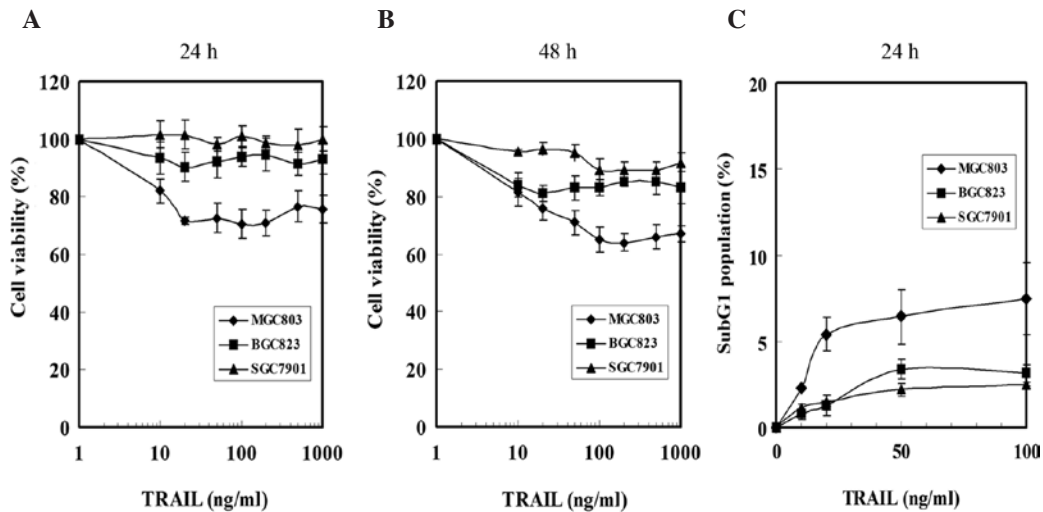 A
24 h
Cell viability (%)
120
100
80
60
40
20
0
MGC803
BGC823
SGC7901
1
10
100
1000
TRAIL (ng/ml)
B
48 h
Cell viability (%)
120
100
80
60
40
20
0
MGC803
BGC823
SGC7901
1
10
100
1000
TRAIL (ng/ml)
C
24 h
SubG1 population (%)
20
15
10
5
0
MGC803
BGC823
SGC7901
0
50
100
TRAIL (ng/ml)